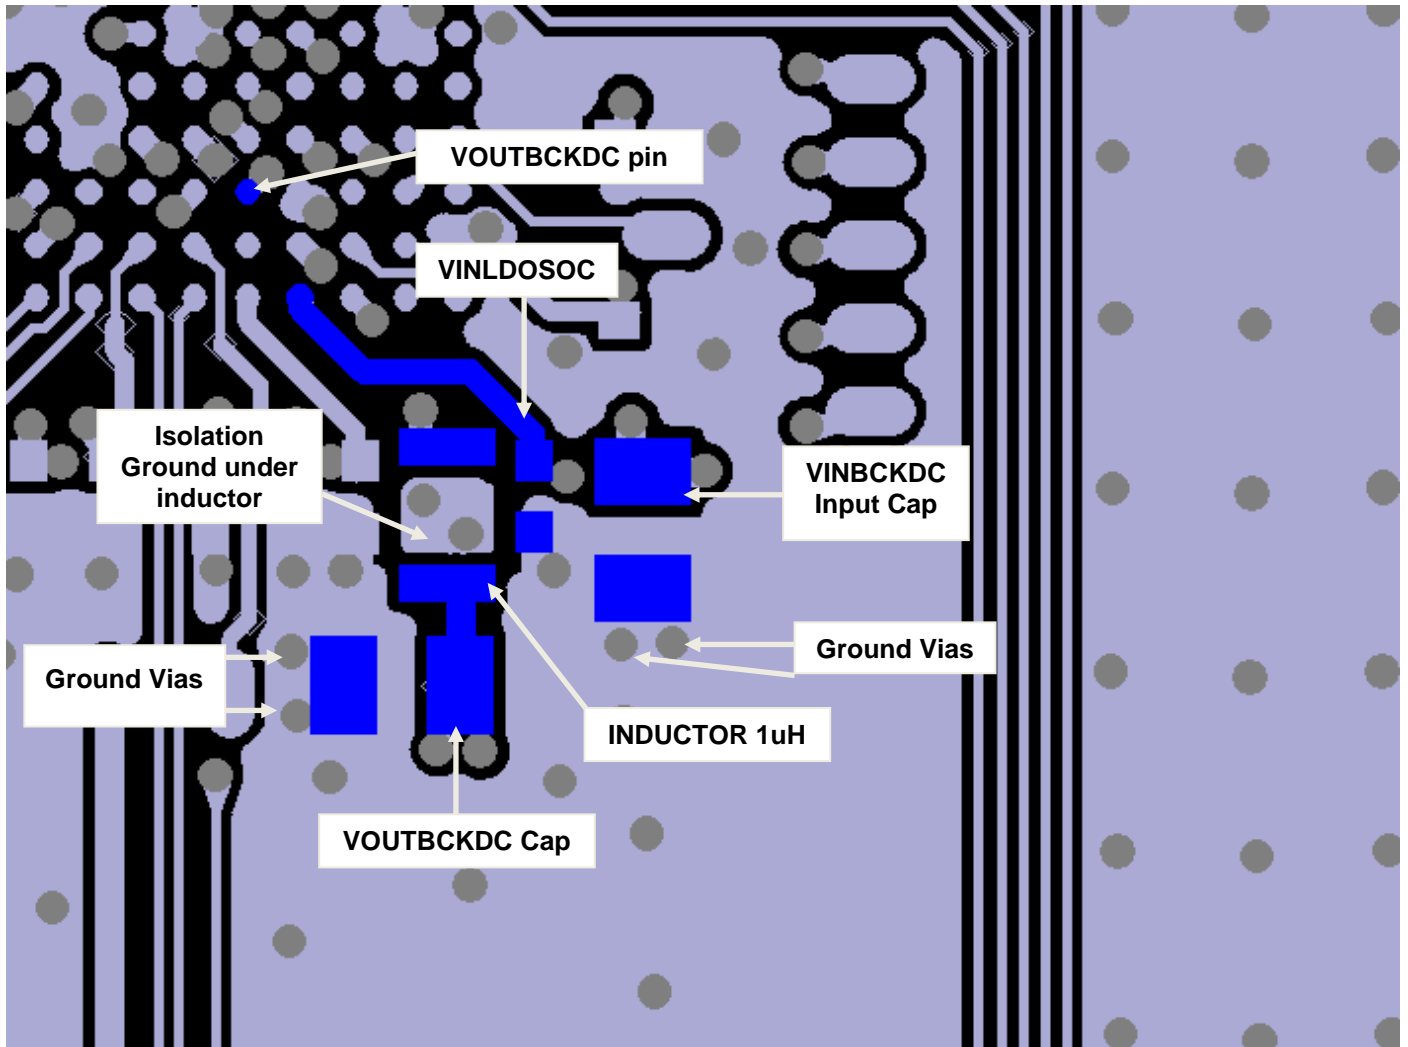 VOUTBCKDC pin
VINLDOSOC
Isolation
Ground under
inductor
VINBCKDC
Input Cap
Ground Vias
Ground Vias
INDUCTOR 1uH
VOUTBCKDC Cap